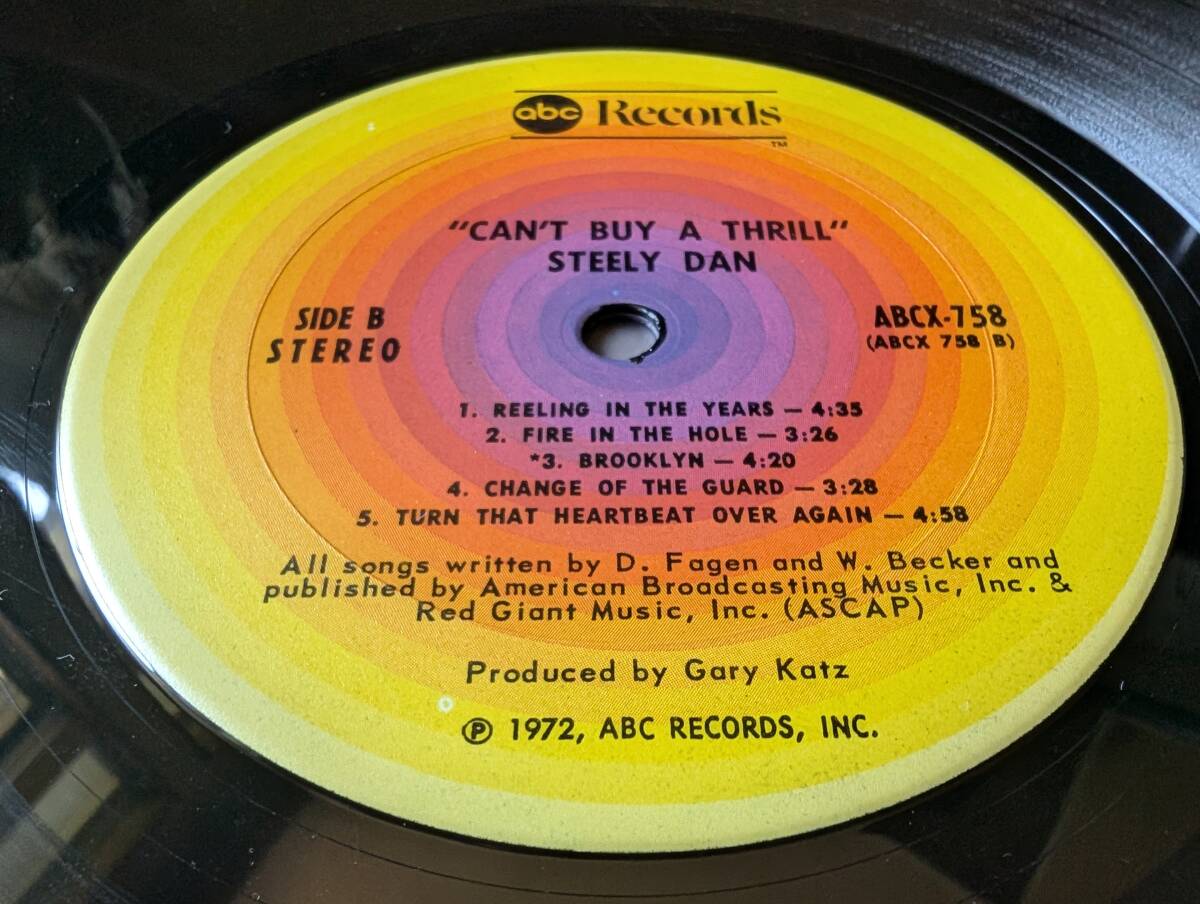 abc Records
TM
"CAN'T BUY A THRILL"
STEELY DAN
SIDE B
STEREO
ABCX-758
(ABCX 758 B)
1. REELING IN THE YEARS — 4:35
2. FIRE IN THE HOLE — 3:26
*3. BROOKLYN — 4:20
4. CHANGE OF THE GUARD — 3:28
5. TURN THAT HEARTBEAT OVER AGAIN — 4:58
All songs written by D. Fagen and W. Becker and
published by American Broadcasting Music, Inc. &
Red Giant Music, Inc. (ASCAP)
Produced by Gary Katz
℗ 1972, ABC RECORDS, INC.